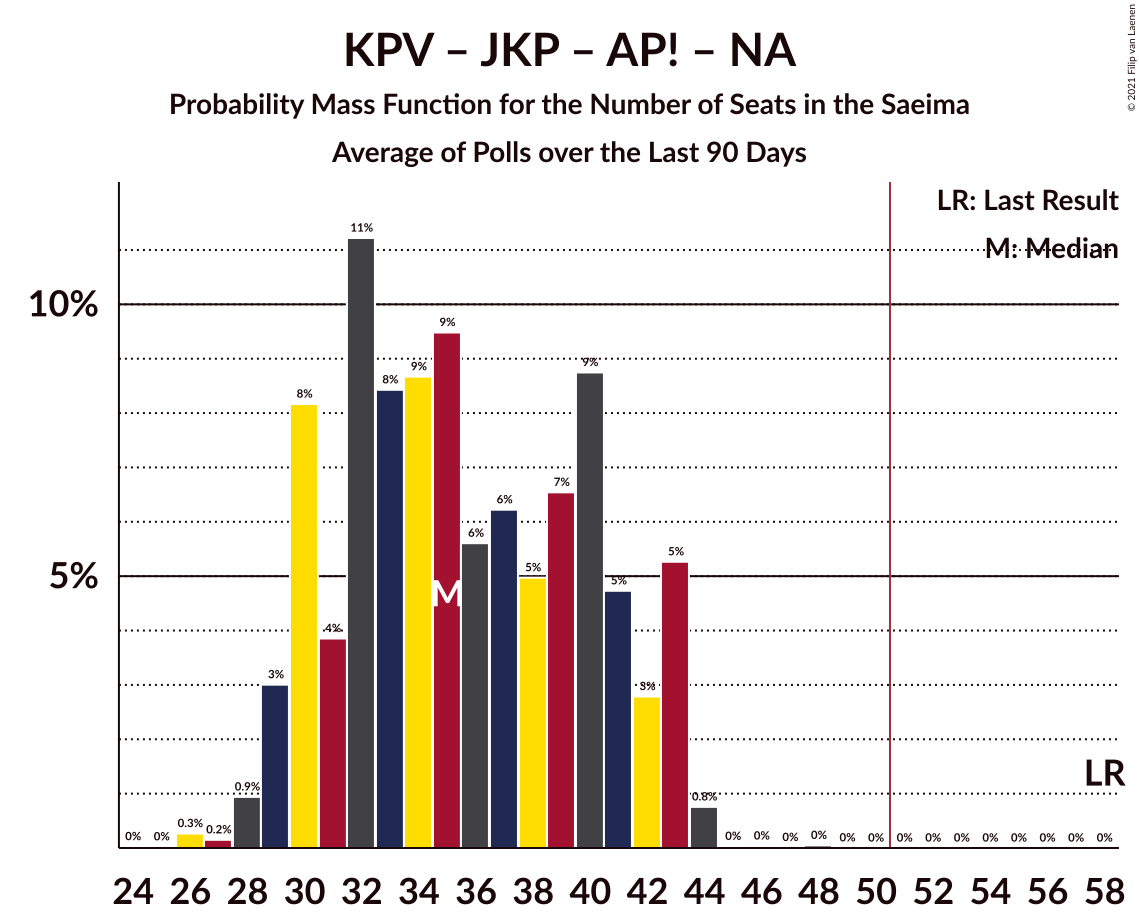 KPV – JKP – AP! – NA
Probability Mass Function for the Number of Seats in the Saeima
Average of Polls over the Last 90 Days
© 2021 Filip van Laenen
LR: Last Result
M: Median
10%
5%
0% 0% 0.3% 0.2% 0.9% 3% 8% 4% 11% 8% 9% 9% 6% 6% 5% 7% 9% 5% 3% 5% 0.8% 0% 0% 0% 0% 0% 0% 0% 0% 0% 0% 0% 0% 0% 0%
M
LR
24 26 28 30 32 34 36 38 40 42 44 46 48 50 52 54 56 58